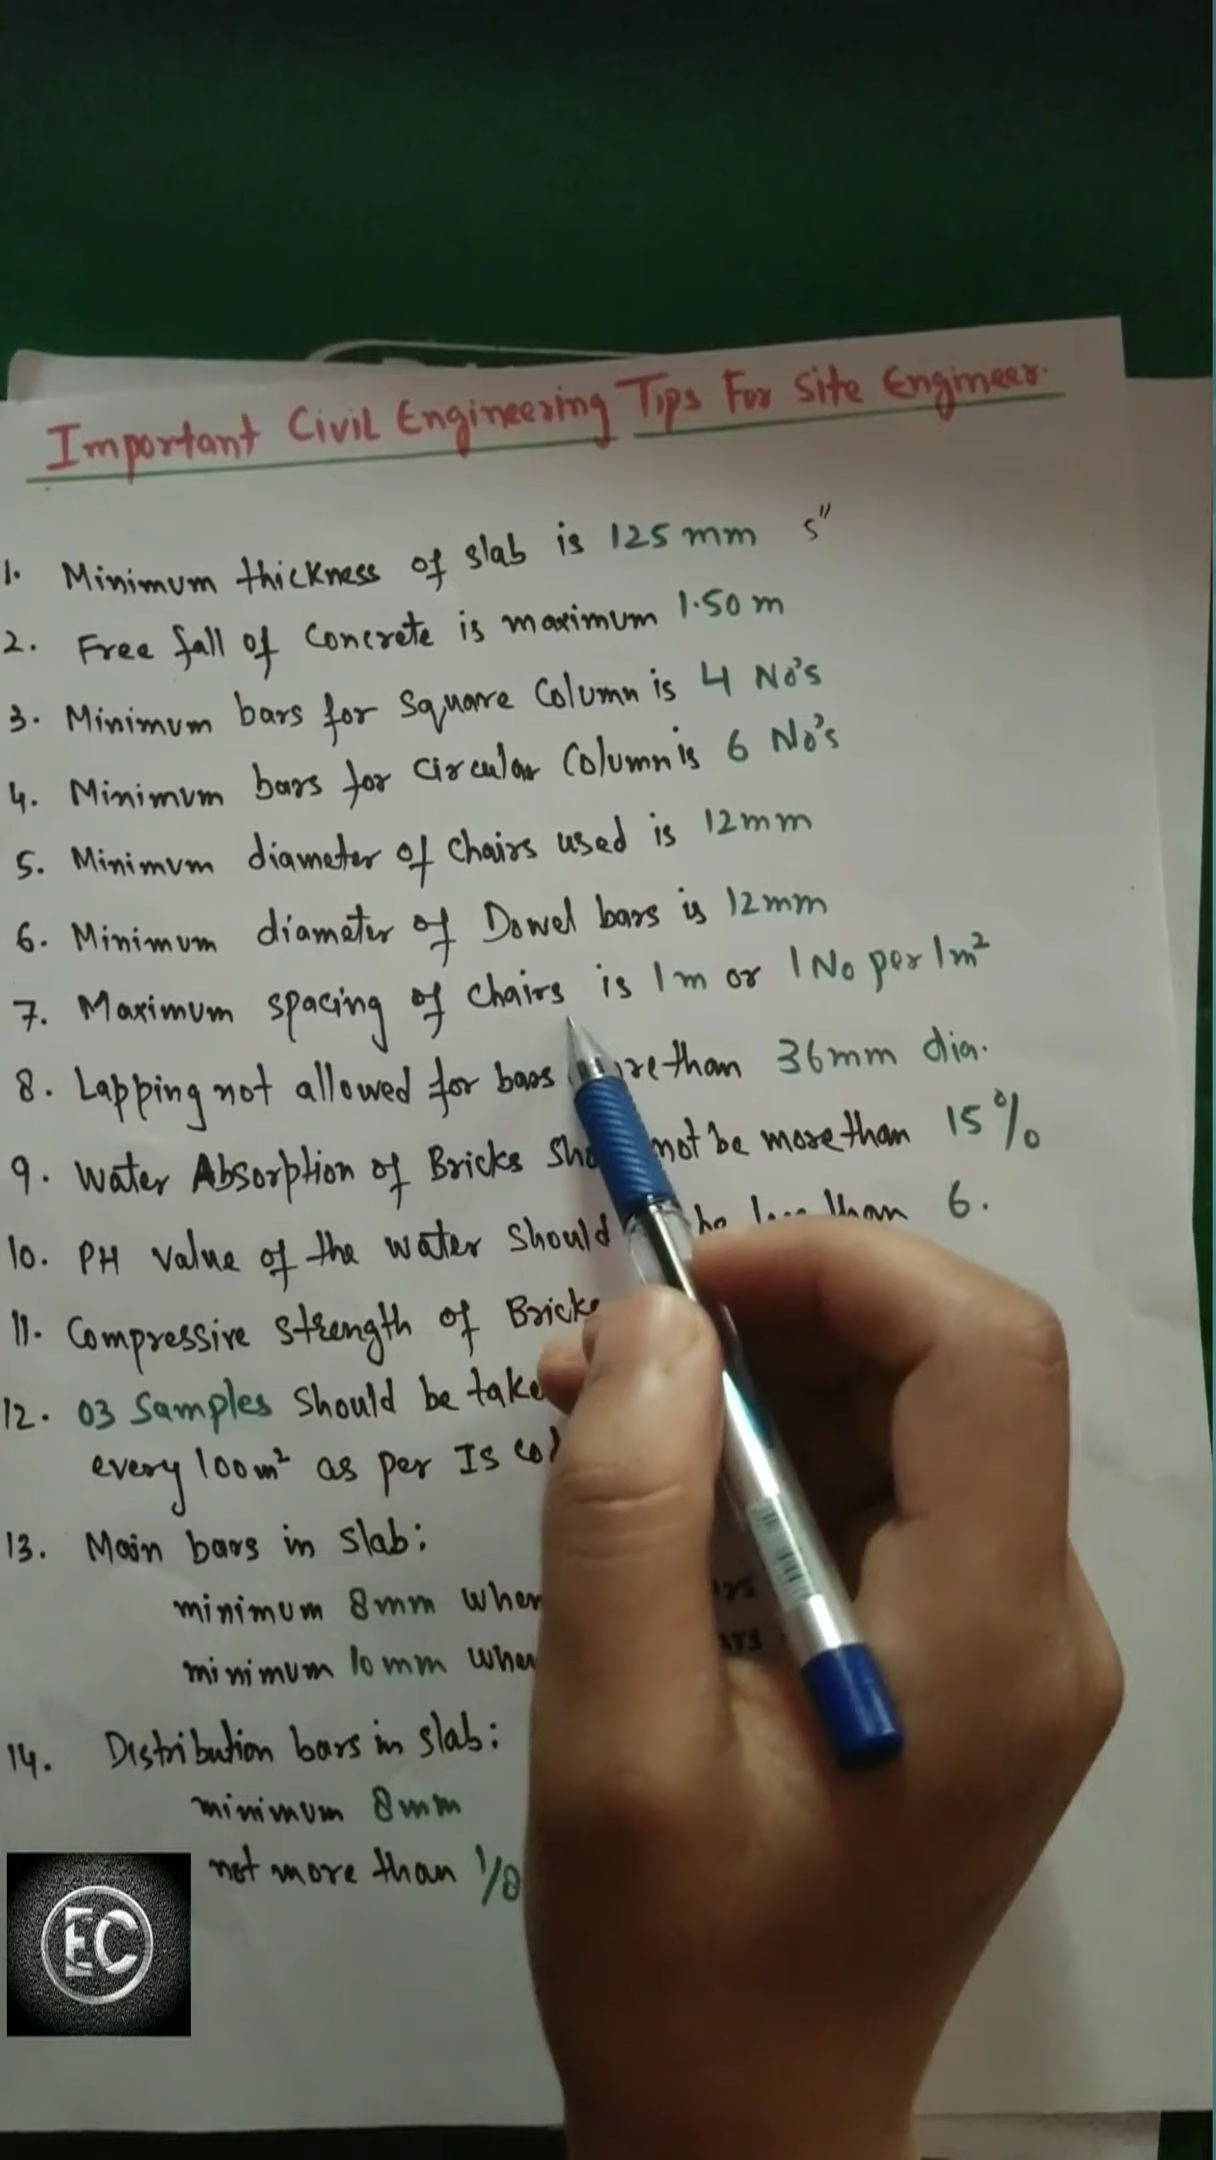 Important Civil Engineering Tips For Site Engineer.
1. Minimum thickness of slab is 125 mm 5"
2. Free fall of concrete is maximum 1.50 m
3. Minimum bars for Square Column is 4 No's
4. Minimum bars for circular Column is 6 No's
5. Minimum diameter of chairs used is 12mm
6. Minimum diameter of Dowel bars is 12mm
7. Maximum spacing of chairs is 1m or 1 No per 1m²
8. Lapping not allowed for bars than 36mm dia.
9. Water Absorption of Bricks not be more than 15%
10. PH Value of the water should be than 6.
11. Compressive strength of
12. 03 Samples should be
every 100m² as per IS
13. Main bars in slab:
minimum 8mm
minimum 10mm
14. Distribution bars in slab:
minimum 8mm
not more than 1/8
EC